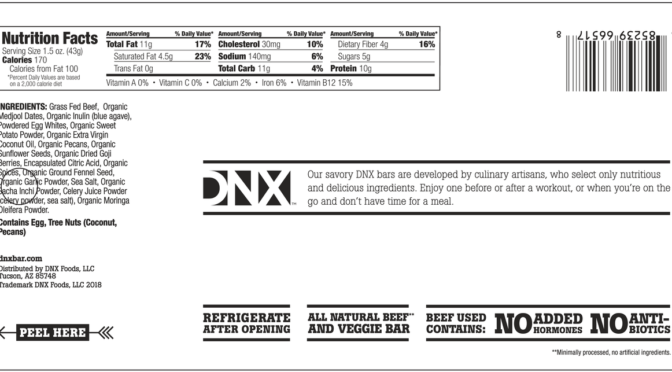 Nutrition Facts
Serving Size 1.5 oz. (43g)
Calories 170
Calories from Fat 100
*Percent Daily Values are based
on a 2,000 calorie diet
Amount/Serving % Daily Value* Amount/Serving % Daily Value* Amount/Serving % Daily Value*
Total Fat 11g 17% Cholesterol 30mg 10% Dietary Fiber 4g 16%
Saturated Fat 4.5g 23% Sodium 140mg 6% Sugars 5g
Trans Fat 0g Total Carb 11g 4% Protein 10g
Vitamin A 0% • Vitamin C 0% • Calcium 2% • Iron 6% • Vitamin B12 15%
8 52339 66517 8
INGREDIENTS: Grass Fed Beef, Organic
Medjool Dates, Organic Inulin (blue agave),
Powdered Egg Whites, Organic Sweet
Potato Powder, Organic Extra Virgin
Coconut Oil, Organic Pecans, Organic
Sunflower Seeds, Organic Dried Goji
Berries, Encapsulated Citric Acid, Organic
Spices, Organic Ground Fennel Seed,
Organic Garlic Powder, Sea Salt, Organic
Sacha Inchi Powder, Celery Juice Powder
(celery powder, sea salt), Organic Moringa
Oleifera Powder.
Contains Egg, Tree Nuts (Coconut,
Pecans)
dnxbar.com
Distributed by DNX Foods, LLC
Tucson, AZ 85748
Trademark DNX Foods, LLC 2018
PEEL HERE
DNX
Our savory DNX bars are developed by culinary artisans, who select only nutritious
and delicious ingredients. Enjoy one before or after a workout, or when you're on the
go and don't have time for a meal.
REFRIGERATE
AFTER OPENING
ALL NATURAL BEEF**
AND VEGGIE BAR
BEEF USED
CONTAINS:
NO ADDED
HORMONES
NO ANTI-
BIOTICS
**Minimally processed, no artificial ingredients.